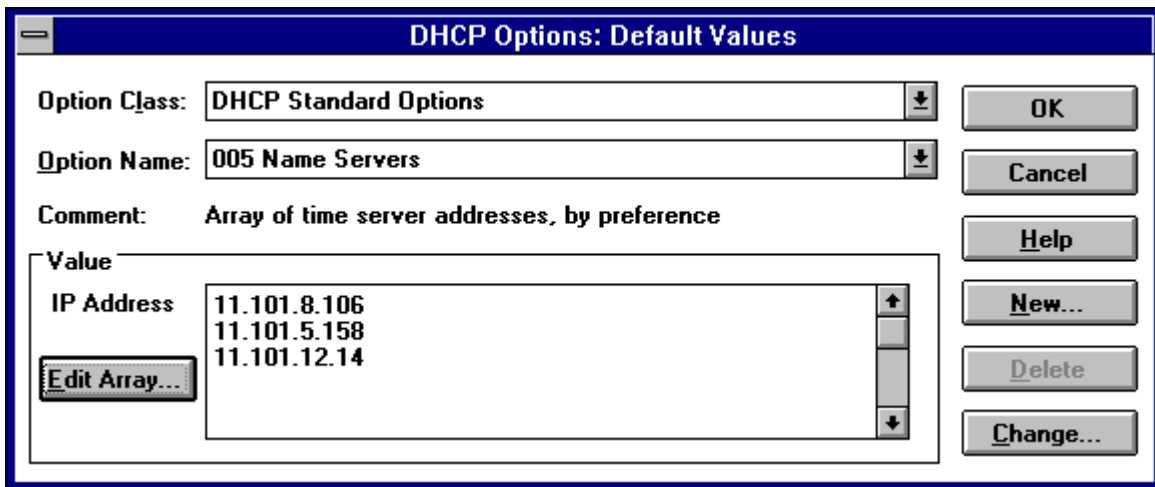 DHCP Options: Default Values
Option Class: DHCP Standard Options
OK
Option Name: 005 Name Servers
Cancel
Comment: Array of time server addresses, by preference
Help
Value
IP Address
11.101.8.106
11.101.5.158
11.101.12.14
New...
Edit Array...
Delete
Change...